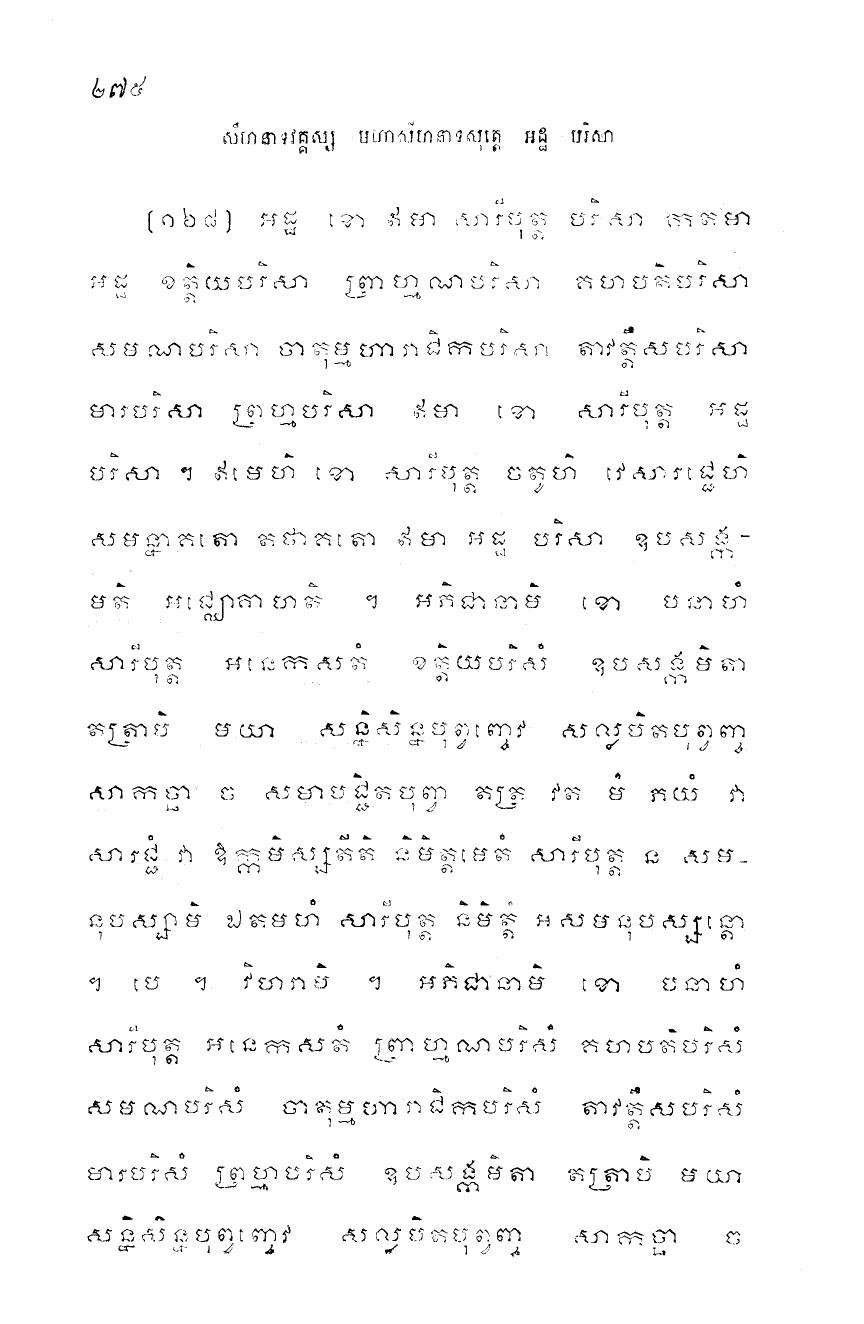 ២៧៥
សីហនាទវគ្គស្ស មហាសីហនាទសុត្តេ អដ្ឋ បរិសា
[១៦៨] អដ្ឋ ខោ ឥមា សារីបុត្ត បរិសា កតមា
អដ្ឋ ខត្តិយបរិសា ព្រាហ្មណបរិសា គហបតិបរិសា
សមណបរិសា ចាតុម្មហារាជិកបរិសា តាវត្តឹសបរិសា
មារបរិសា ព្រហ្មបរិសា ឥមា ខោ សារីបុត្ត អដ្ឋ
បរិសា ។ ឥមេហិ ខោ សារីបុត្ត ចតូហិ វេសារជ្ជេហិ
សមន្នាគតោ តថាគតោ ឥមា អដ្ឋ បរិសា ឧបសង្ក-
មតិ អជ្ឈោគាហតិ ។ អភិជានាមិ ខោ បនាហំ
សារីបុត្ត អនេកសតំ ខត្តិយបរិសំ ឧបសង្កមិតា
តត្រាបិ មយា សន្និសិន្នបុព្វញ្ចេវ សល្លបិតបុព្វញ្ច
សាកច្ឆា ច សមាបជ្ជិតបុព្វា តត្រ វត មំ ភយំ វា
សារជ្ជំ វា ឱក្កមិស្សតីតិ និមិត្តមេតំ សារីបុត្ត ន សម-
នុបស្សាមិ ឯតមហំ សារីបុត្ត និមិត្តំ អសមនុបស្សន្តោ
។ បេ ។ វិហរាមិ ។ អភិជានាមិ ខោ បនាហំ
សារីបុត្ត អនេកសតំ ព្រាហ្មណបរិសំ គហបតិបរិសំ
សមណបរិសំ ចាតុម្មហារាជិកបរិសំ តាវត្តឹសបរិសំ
មារបរិសំ ព្រហ្មបរិសំ ឧបសង្កមិតា តត្រាបិ មយា
សន្និសិន្នបុព្វញ្ចេវ សល្លបិតបុព្វញ្ច សាកច្ឆា ច